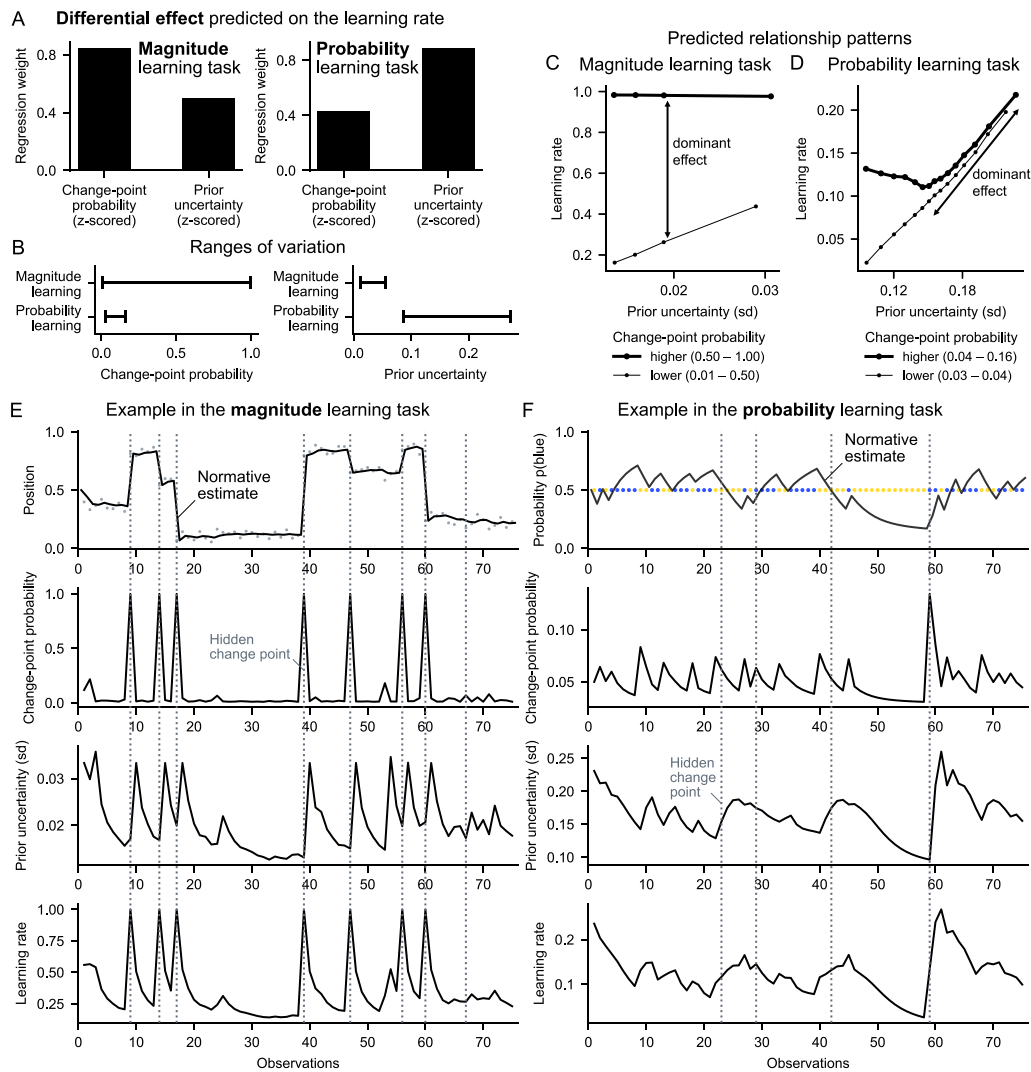 A
Differential effect predicted on the learning rate
Regression weight
0.8
0.4
0.0
Magnitude
learning task
Change-point
probability
(z-scored)
Prior
uncertainty
(z-scored)
Regression weight
0.8
0.4
0.0
Probability
learning task
Change-point
probability
(z-scored)
Prior
uncertainty
(z-scored)
B
Ranges of variation
Magnitude
learning
Probability
learning
0.0 0.5 1.0
Change-point probability
Magnitude
learning
Probability
learning
0.0 0.1 0.2
Prior uncertainty
Predicted relationship patterns
C
Magnitude learning task
Learning rate
1.0
0.8
0.6
0.4
0.2
dominant
effect
0.02 0.03
Prior uncertainty (sd)
Change-point probability
higher (0.50 – 1.00)
lower (0.01 – 0.50)
D
Probability learning task
Learning rate
0.20
0.15
0.10
0.05
dominant
effect
0.12 0.18
Prior uncertainty (sd)
Change-point probability
higher (0.04 – 0.16)
lower (0.03 – 0.04)
E
Example in the magnitude learning task
Position
1.0
0.5
0.0
Normative
estimate
0 10 20 30 40 50 60 70
Change-point probability
1.0
0.5
0.0
Hidden
change point
0 10 20 30 40 50 60 70
Prior uncertainty (sd)
0.03
0.02
0 10 20 30 40 50 60 70
Learning rate
1.00
0.75
0.50
0.25
0 10 20 30 40 50 60 70
Observations
F
Example in the probability learning task
Probability p(blue)
1.0
0.5
0.0
Normative
estimate
0 10 20 30 40 50 60 70
Change-point probability
0.10
0.05
0 10 20 30 40 50 60 70
Prior uncertainty (sd)
0.25
0.20
0.15
0.10
Hidden
change
point
0 10 20 30 40 50 60 70
Learning rate
0.2
0.1
0 10 20 30 40 50 60 70
Observations